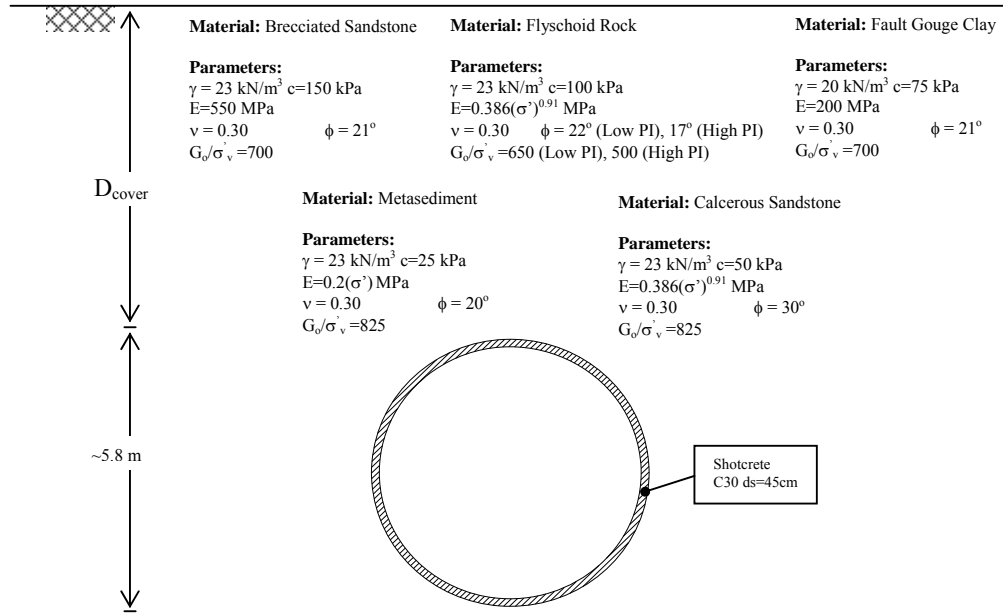 Material: Brecciated Sandstone
Parameters:
γ = 23 kN/m³ c=150 kPa
E=550 MPa
ν = 0.30 ϕ = 21°
Gₒ/σ'ᵥ =700
Material: Flyschoid Rock
Parameters:
γ = 23 kN/m³ c=100 kPa
E=0.386(σ')⁰·⁹¹ MPa
ν = 0.30 ϕ = 22° (Low PI), 17° (High PI)
Gₒ/σ'ᵥ =650 (Low PI), 500 (High PI)
Material: Fault Gouge Clay
Parameters:
γ = 20 kN/m³ c=75 kPa
E=200 MPa
ν = 0.30 ϕ = 21°
Gₒ/σ'ᵥ =700
D_cover
Material: Metasediment
Parameters:
γ = 23 kN/m³ c=25 kPa
E=0.2(σ') MPa
ν = 0.30 ϕ = 20°
Gₒ/σ'ᵥ =825
Material: Calcerous Sandstone
Parameters:
γ = 23 kN/m³ c=50 kPa
E=0.386(σ')⁰·⁹¹ MPa
ν = 0.30 ϕ = 30°
Gₒ/σ'ᵥ =825
~5.8 m
Shotcrete
C30 ds=45cm